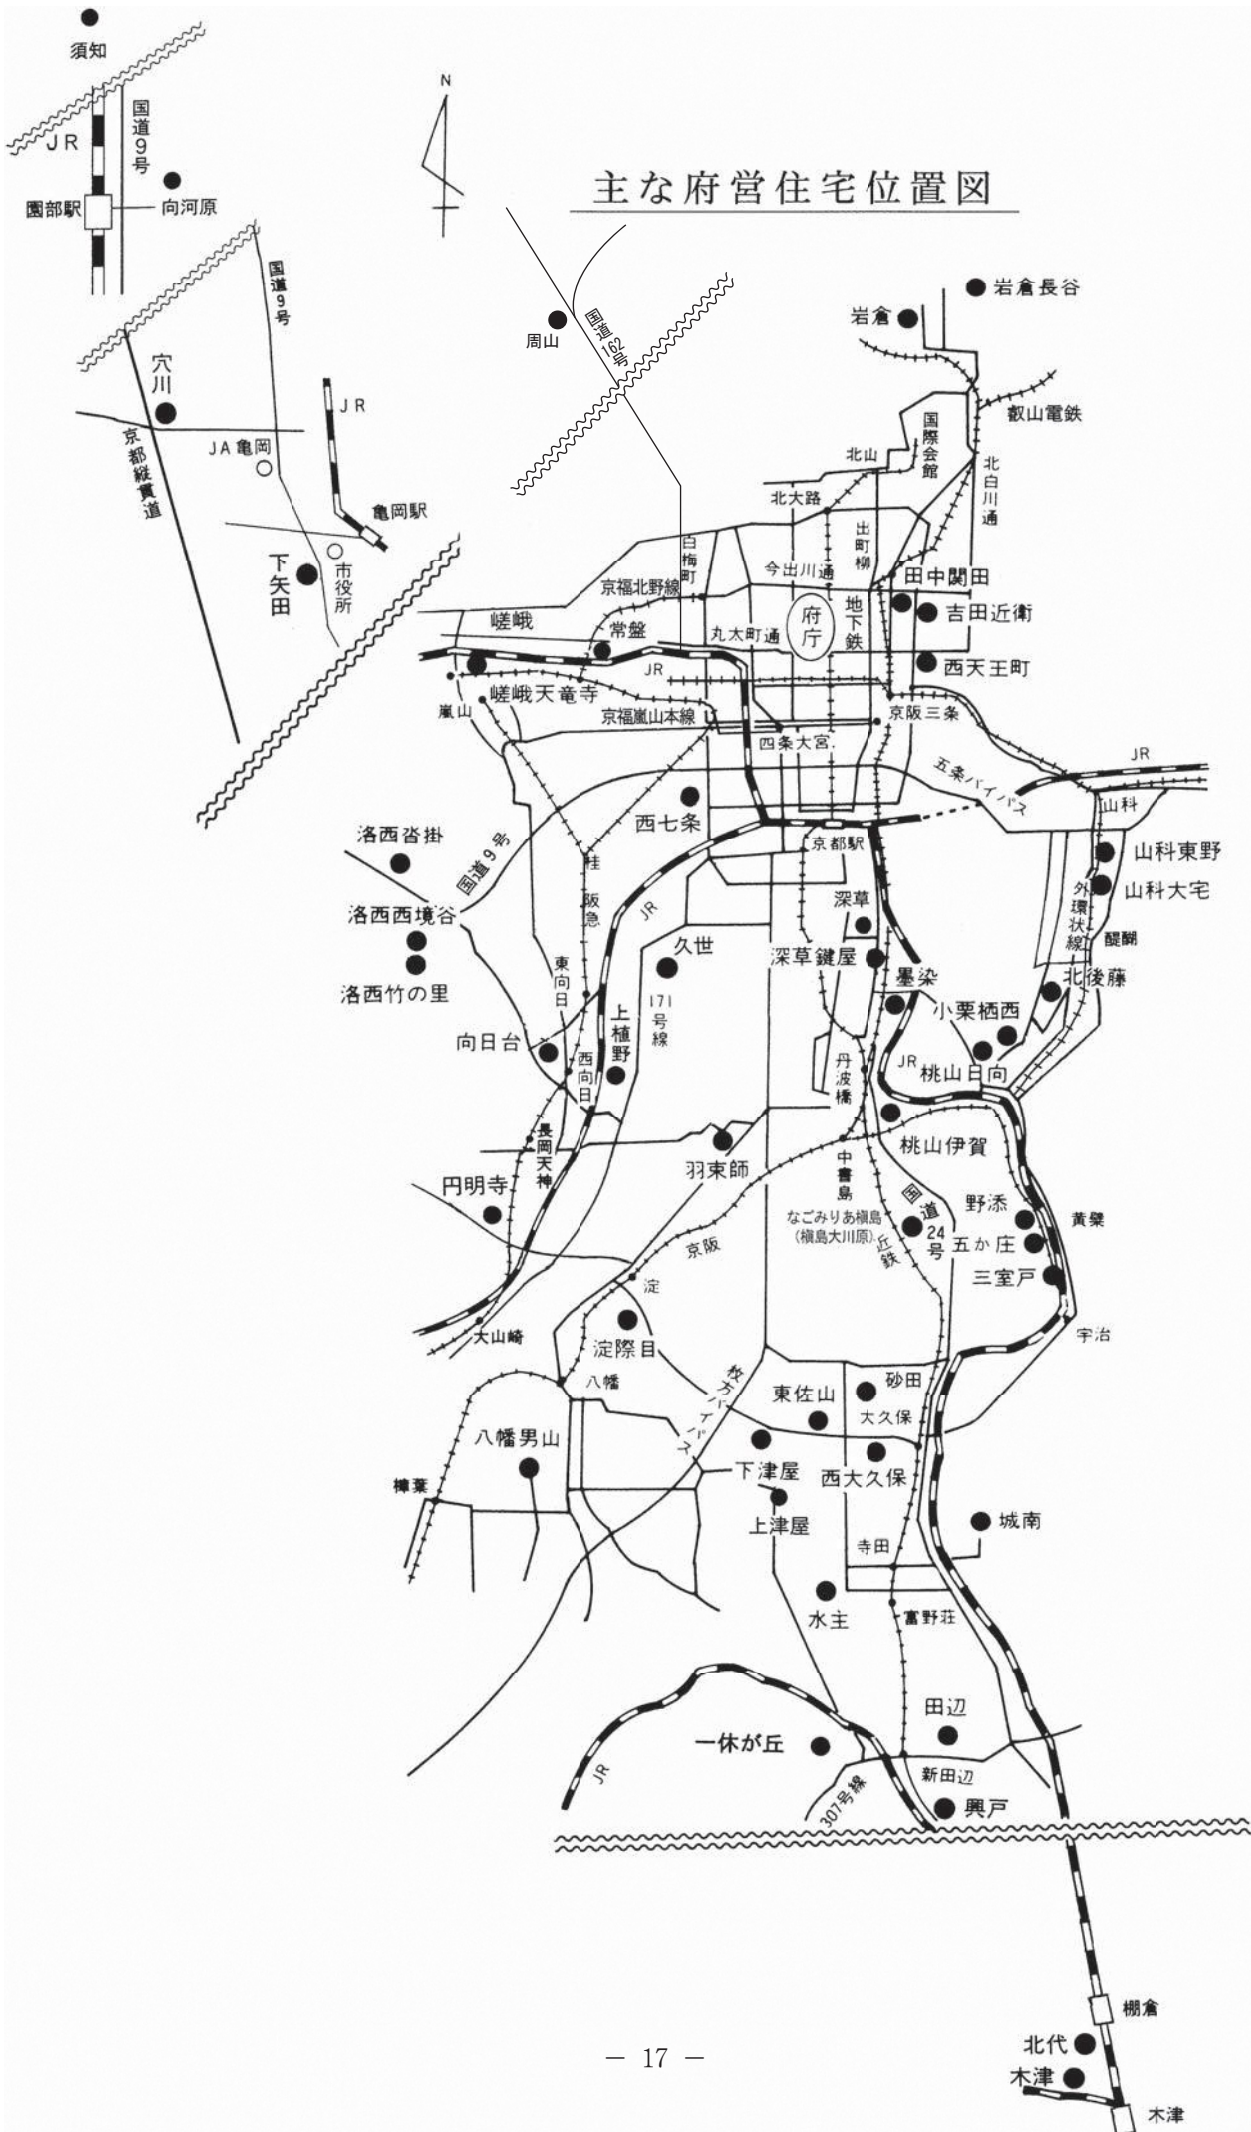 主な府営住宅位置図
N
須知
JR
国道9号
園部駅
向河原
国道9号
穴川
JR
JA亀岡
京都縦貫道
亀岡駅
下矢田
市役所
周山
国道162号
岩倉長谷
岩倉
叡山電鉄
国際会館
北山
北白川通
北大路
出町柳
白梅町
今出川通
田中関田
京福北野線
府庁
地下鉄
吉田近衛
嵯峨
常盤
丸太町通
西天王町
JR
嵯峨天竜寺
嵐山
京福嵐山本線
京阪三条
四条大宮
JR
五条バイパス
西七条
山科
洛西沓掛
国道9号
桂
京都駅
山科東野
山科大宅
阪急
JR
深草
外環状線
洛西西境谷
久世
深草鍵屋
醍醐
東向日
墨染
北後藤
洛西竹の里
171号線
上植野
小栗栖西
向日台
西向日
丹波橋
JR
桃山日向
長岡天神
桃山伊賀
羽束師
中書島
円明寺
国道24号
野添
なごみりあ槇島
(槇島大川原)
黄檗
近鉄
五か庄
京阪
三室戸
淀
大山崎
宇治
淀際目
枚方バイパス
八幡
砂田
東佐山
大久保
八幡男山
下津屋
西大久保
樟葉
上津屋
城南
寺田
水主
富野荘
田辺
一休が丘
JR
新田辺
307号線
興戸
棚倉
北代
木津
木津
— 17 —